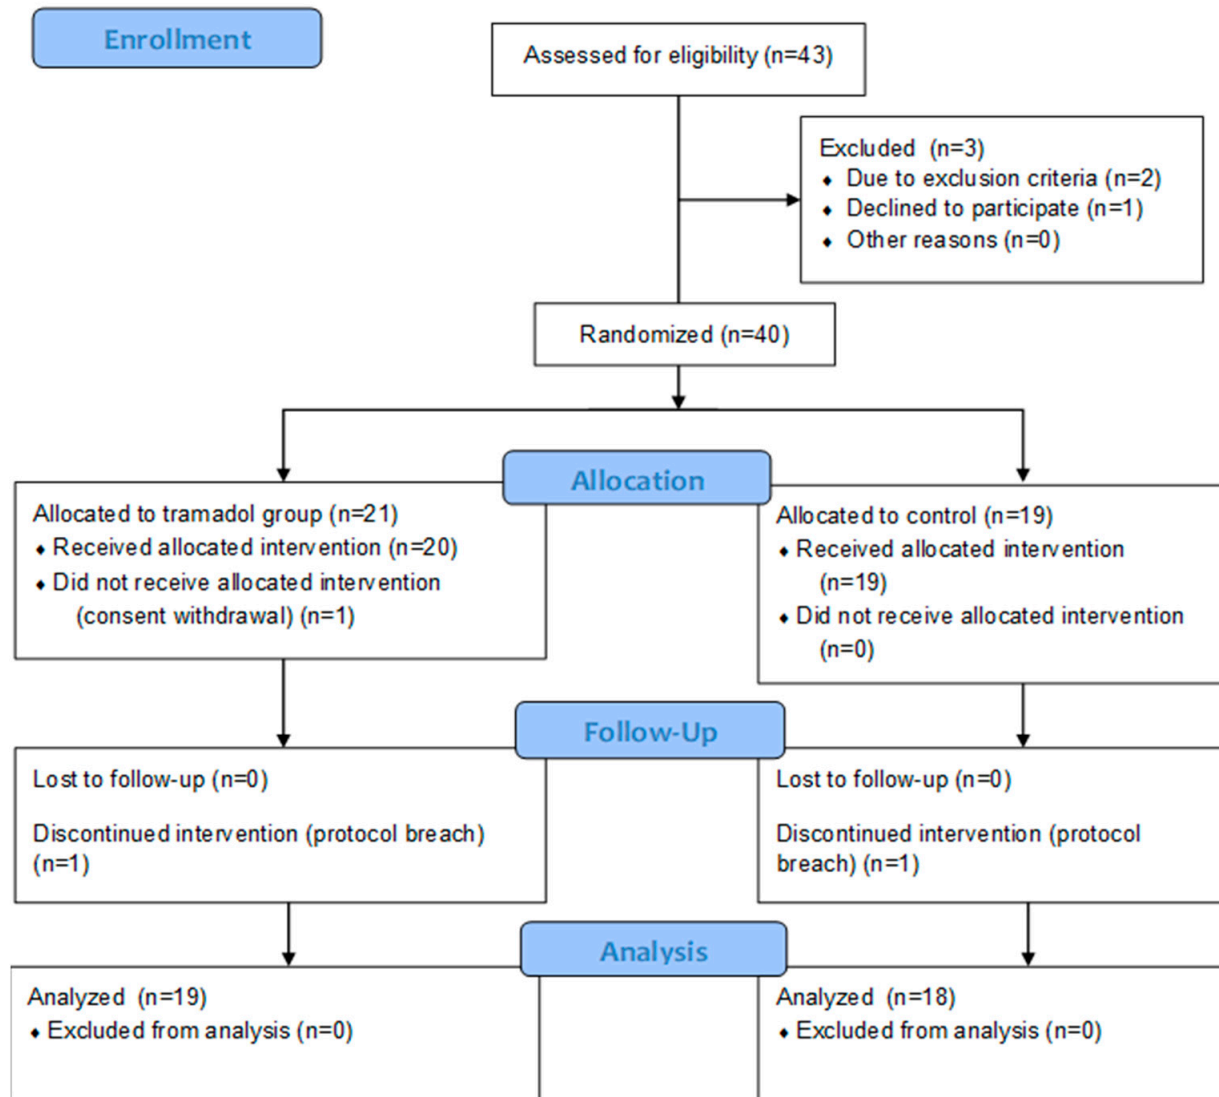 Enrollment
Assessed for eligibility (n=43)
Excluded (n=3)
♦ Due to exclusion criteria (n=2)
♦ Declined to participate (n=1)
♦ Other reasons (n=0)
Randomized (n=40)
Allocation
Allocated to tramadol group (n=21)
♦ Received allocated intervention (n=20)
♦ Did not receive allocated intervention
(consent withdrawal) (n=1)
Allocated to control (n=19)
♦ Received allocated intervention
(n=19)
♦ Did not receive allocated intervention
(n=0)
Follow-Up
Lost to follow-up (n=0)
Discontinued intervention (protocol breach)
(n=1)
Lost to follow-up (n=0)
Discontinued intervention (protocol
breach) (n=1)
Analysis
Analyzed (n=19)
♦ Excluded from analysis (n=0)
Analyzed (n=18)
♦ Excluded from analysis (n=0)